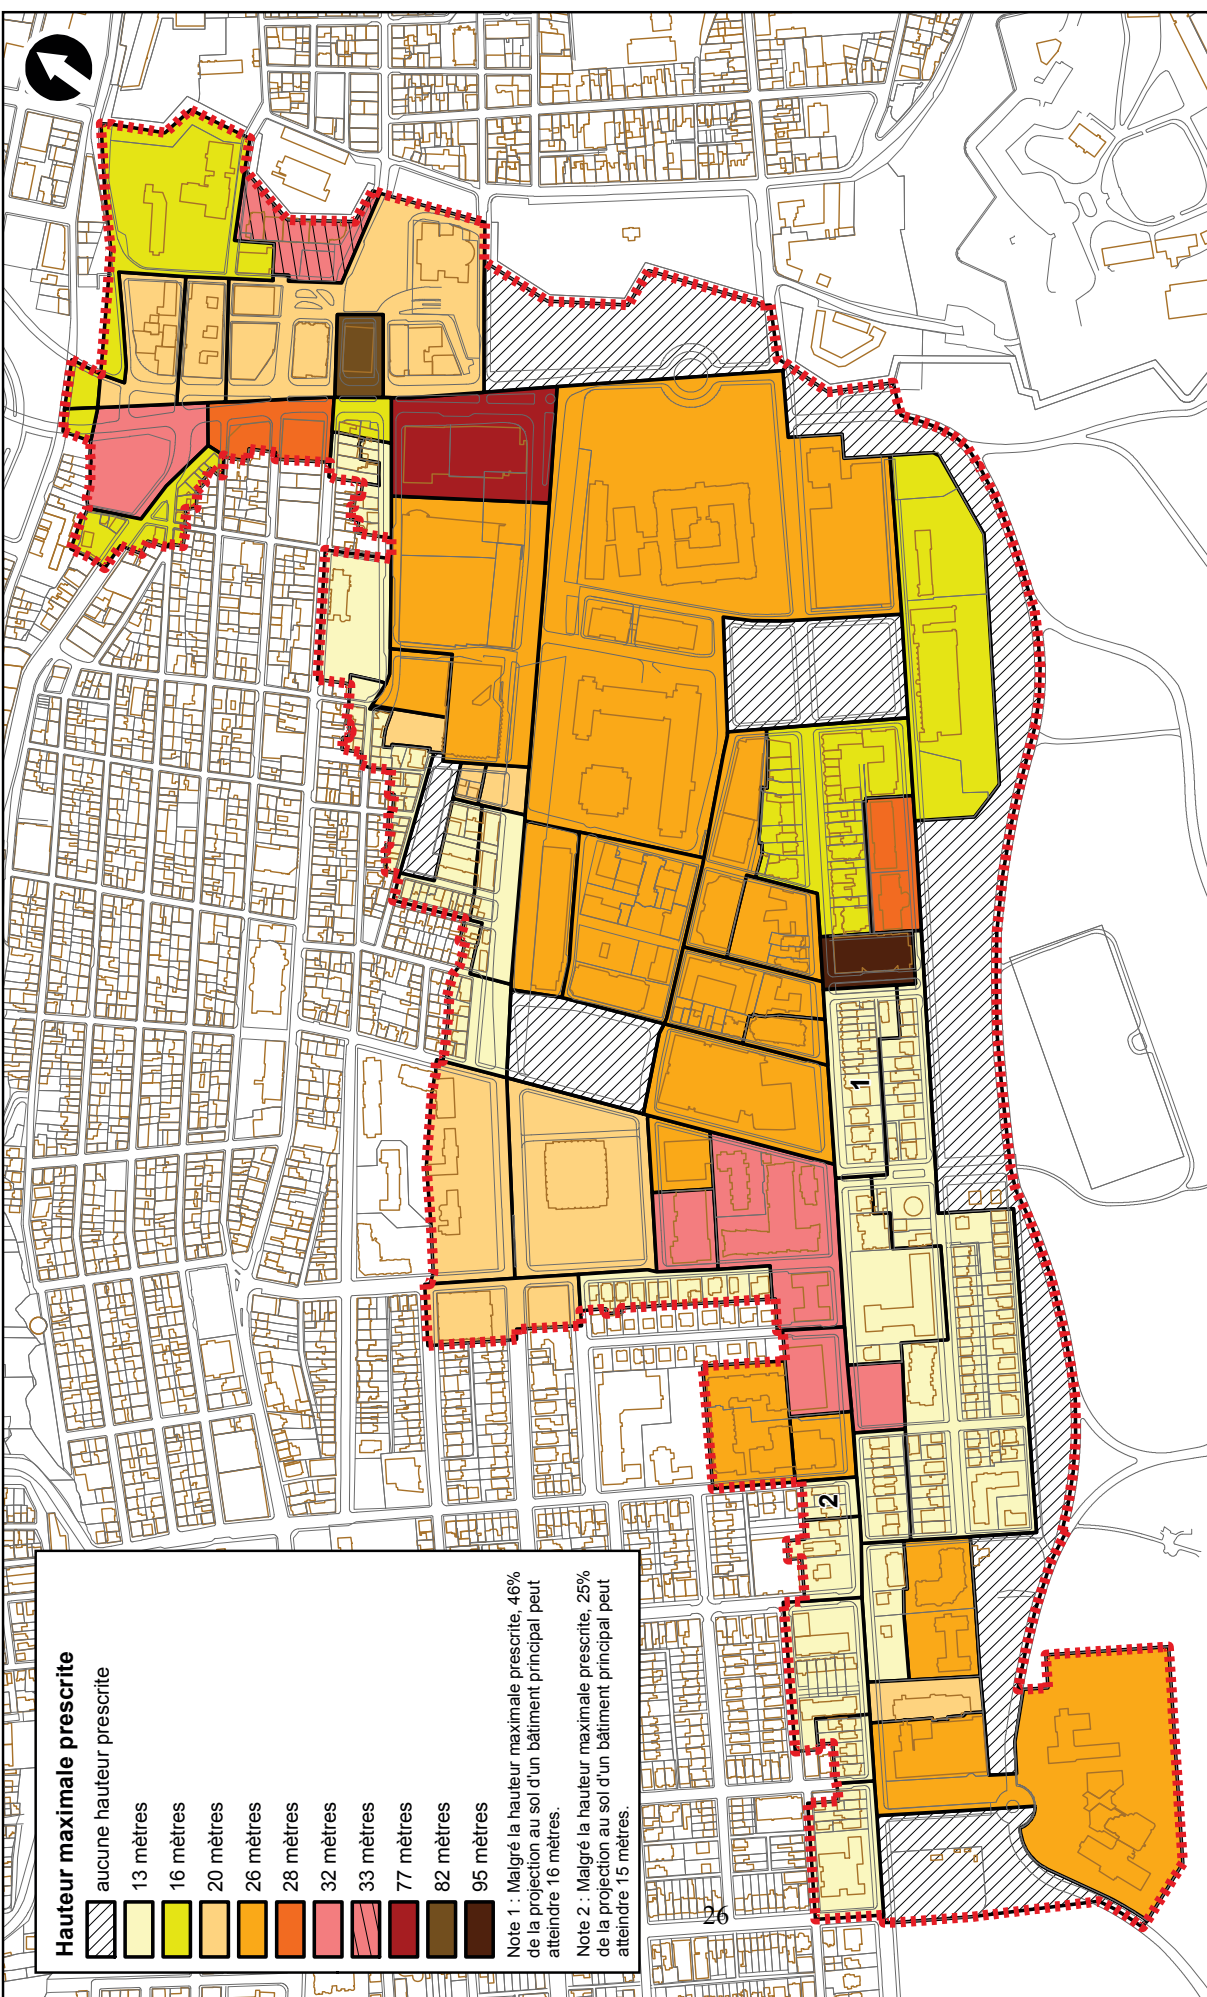 Hauteur maximale prescrite
aucune hauteur prescrite
13 mètres
16 mètres
20 mètres
26 mètres
28 mètres
32 mètres
33 mètres
77 mètres
82 mètres
95 mètres
Note 1 : Malgré la hauteur maximale prescrite, 46%
de la projection au sol d'un bâtiment principal peut
atteindre 16 mètres.
Note 2 : Malgré la hauteur maximale prescrite, 25%
de la projection au sol d'un bâtiment principal peut
atteindre 15 mètres.
1
2
26